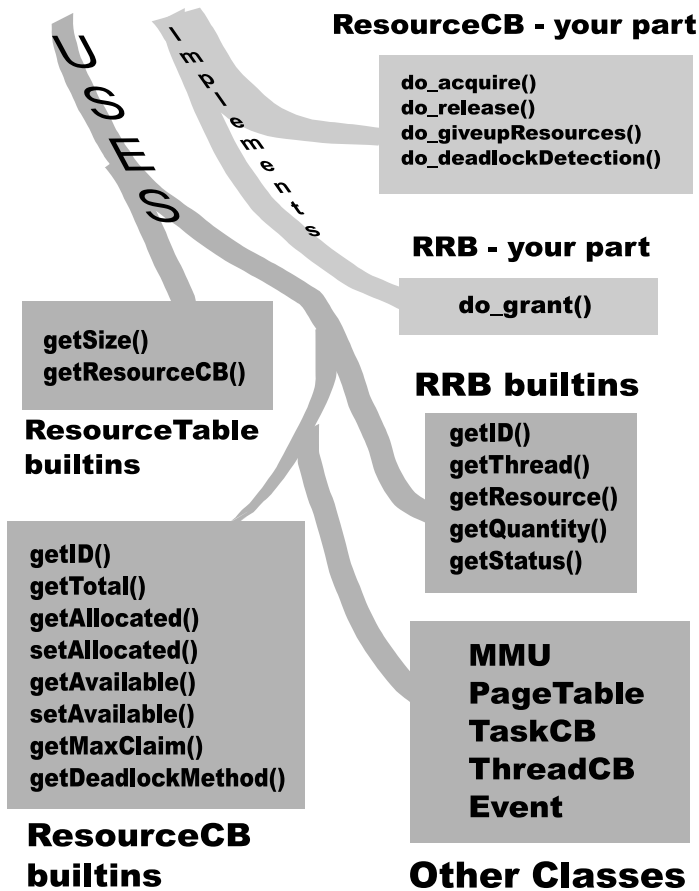 USES
Implements
ResourceCB - your part
do_acquire()
do_release()
do_giveupResources()
do_deadlockDetection()
RRB - your part
do_grant()
getSize()
getResourceCB()
ResourceTable
builtins
RRB builtins
getID()
getThread()
getResource()
getQuantity()
getStatus()
getID()
getTotal()
getAllocated()
setAllocated()
getAvailable()
setAvailable()
getMaxClaim()
getDeadlockMethod()
ResourceCB
builtins
MMU
PageTable
TaskCB
ThreadCB
Event
Other Classes